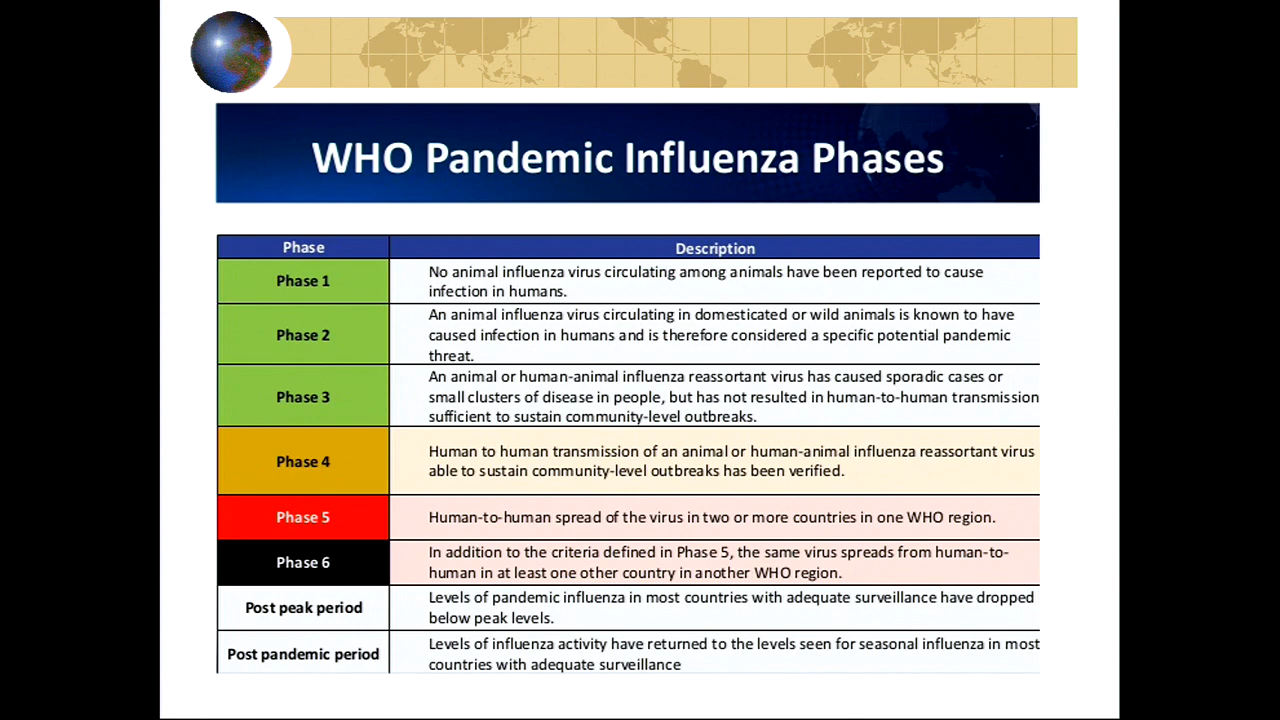 WHO Pandemic Influenza Phases
Phase
Description
Phase 1
No animal influenza virus circulating among animals have been reported to cause
infection in humans.
Phase 2
An animal influenza virus circulating in domesticated or wild animals is known to have
caused infection in humans and is therefore considered a specific potential pandemic
threat.
Phase 3
An animal or human-animal influenza reassortant virus has caused sporadic cases or
small clusters of disease in people, but has not resulted in human-to-human transmission
sufficient to sustain community-level outbreaks.
Phase 4
Human to human transmission of an animal or human-animal influenza reassortant virus
able to sustain community-level outbreaks has been verified.
Phase 5
Human-to-human spread of the virus in two or more countries in one WHO region.
Phase 6
In addition to the criteria defined in Phase 5, the same virus spreads from human-to-
human in at least one other country in another WHO region.
Post peak period
Levels of pandemic influenza in most countries with adequate surveillance have dropped
below peak levels.
Post pandemic period
Levels of influenza activity have returned to the levels seen for seasonal influenza in most
countries with adequate surveillance